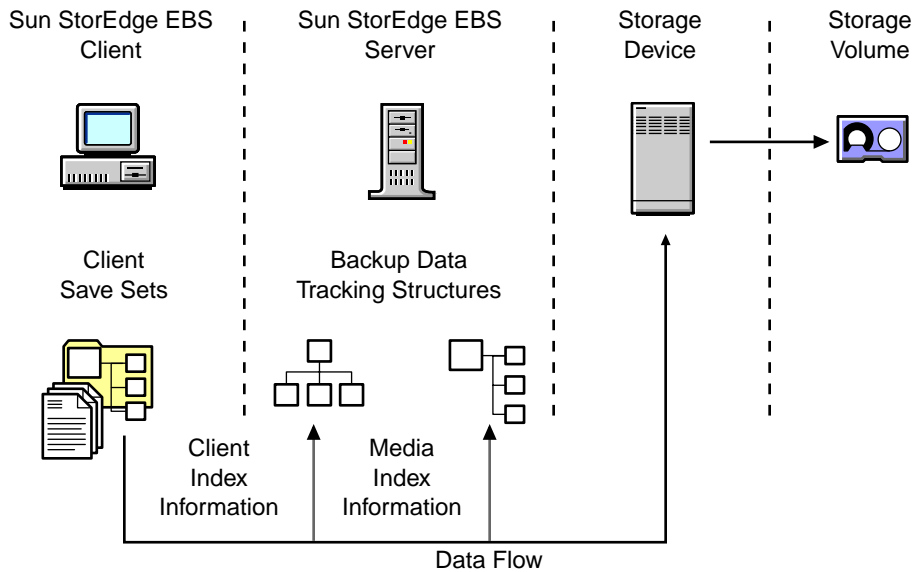 Sun StorEdge EBS
Client
Sun StorEdge EBS
Server
Storage
Device
Storage
Volume
Client
Save Sets
Backup Data
Tracking Structures
Client
Index
Information
Media
Index
Information
Data Flow